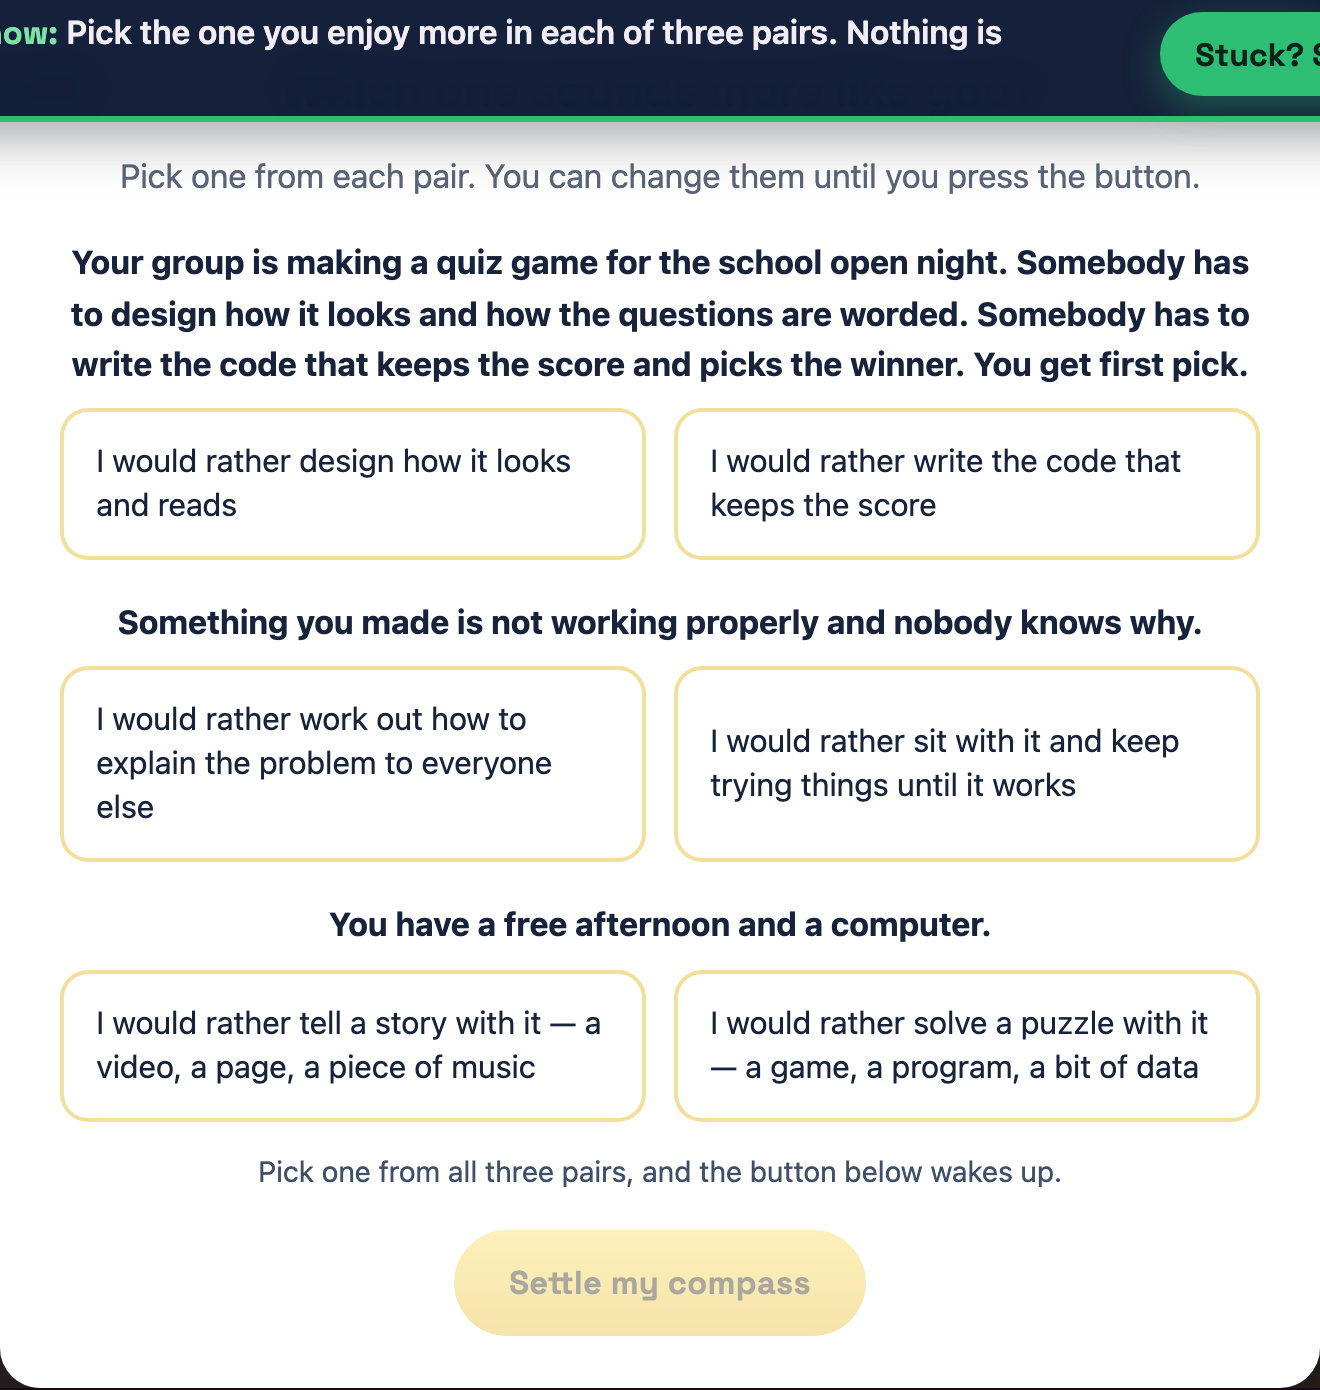 now: Pick the one you enjoy more in each of three pairs. Nothing is
Stuck?
Pick one from each pair. You can change them until you press the button.
Your group is making a quiz game for the school open night. Somebody has
to design how it looks and how the questions are worded. Somebody has to
write the code that keeps the score and picks the winner. You get first pick.
I would rather design how it looks
and reads
I would rather write the code that
keeps the score
Something you made is not working properly and nobody knows why.
I would rather work out how to
explain the problem to everyone
else
I would rather sit with it and keep
trying things until it works
You have a free afternoon and a computer.
I would rather tell a story with it — a
video, a page, a piece of music
I would rather solve a puzzle with it
— a game, a program, a bit of data
Pick one from all three pairs, and the button below wakes up.
Settle my compass